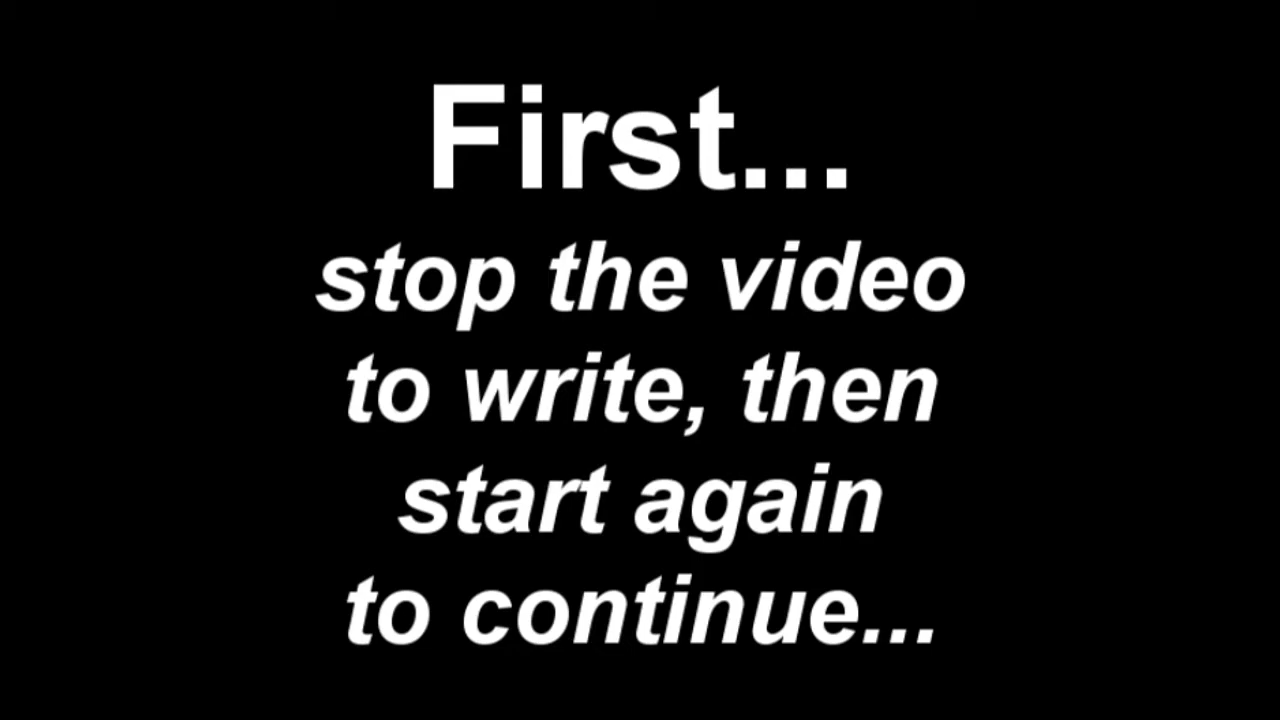 First...
stop the video
to write, then
start again
to continue...